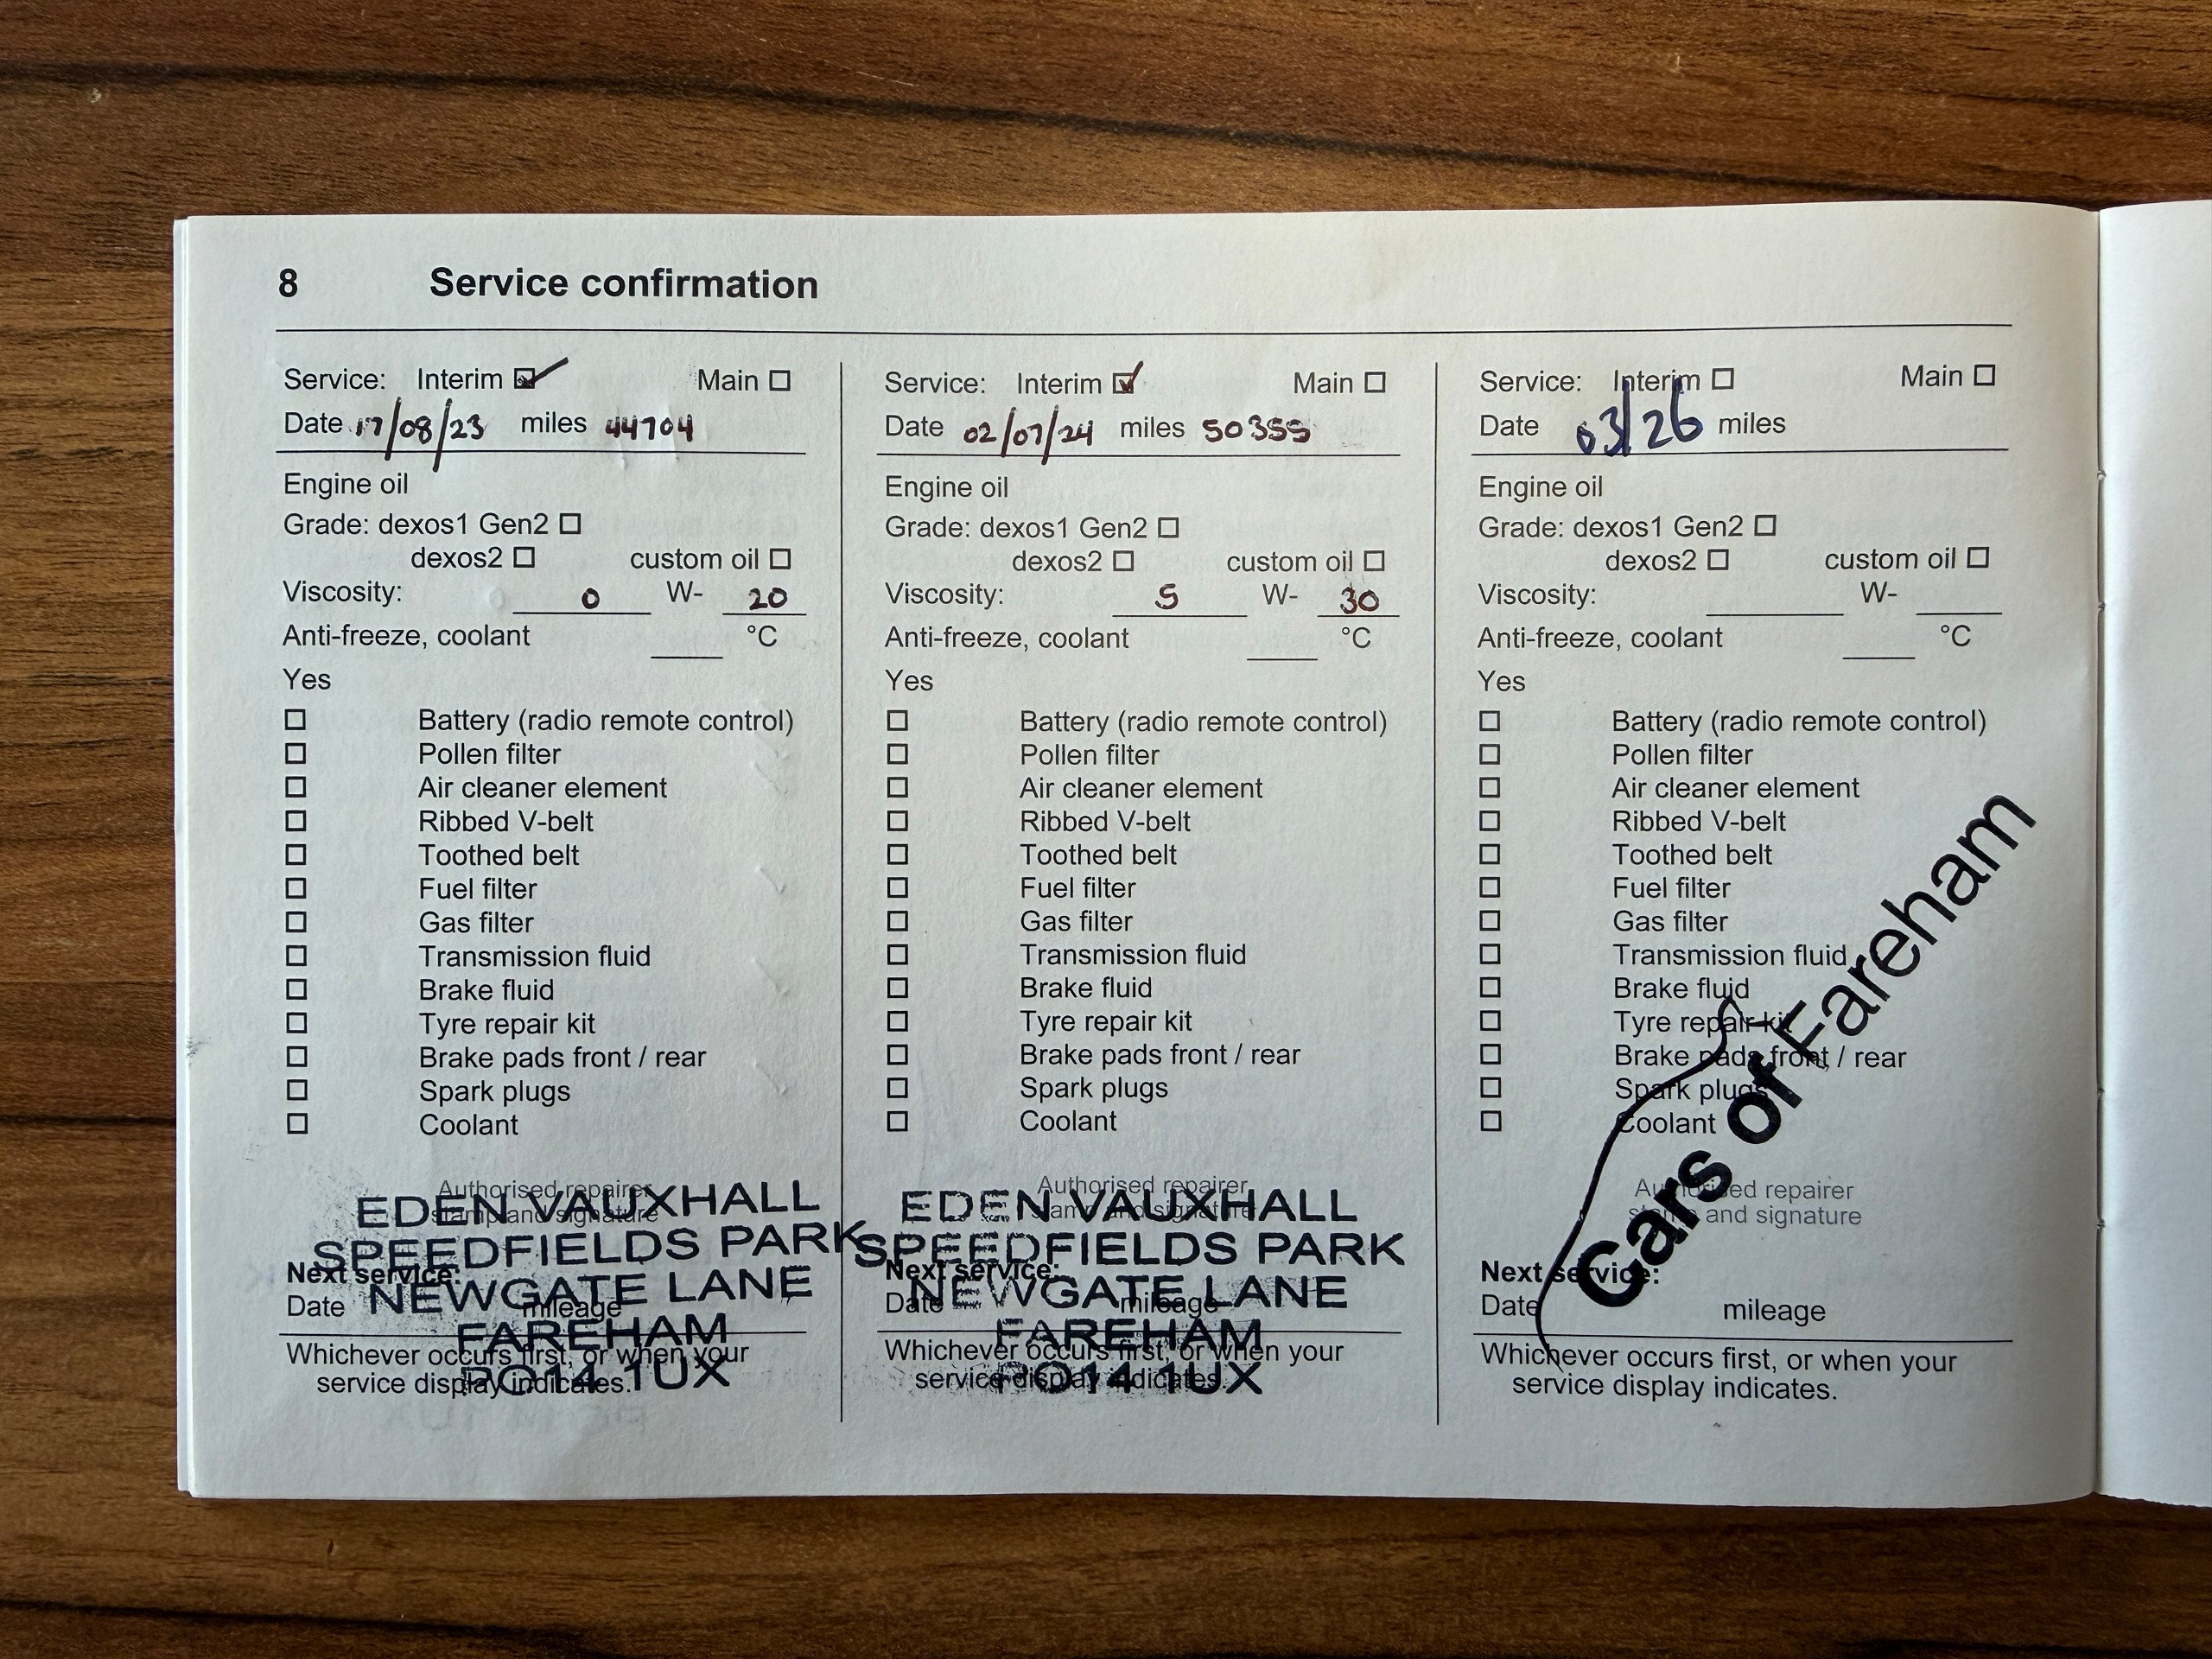 8 Service confirmation
Service: Interim Main
Date 17/08/23 miles 44704
Engine oil
Grade: dexos1 Gen2
dexos2 custom oil
Viscosity: 0 W- 20
Anti-freeze, coolant °C
Yes
Battery (radio remote control)
Pollen filter
Air cleaner element
Ribbed V-belt
Toothed belt
Fuel filter
Gas filter
Transmission fluid
Brake fluid
Tyre repair kit
Brake pads front / rear
Spark plugs
Coolant
Authorised repairer
stamp and signature
EDEN VAUXHALL
SPEEDFIELDS PARK
NEWGATE LANE
FAREHAM
PO14 1UX
Next service:
Date mileage
Whichever occurs first, or when your
service display indicates.
Service: Interim Main
Date 02/07/24 miles 50355
Engine oil
Grade: dexos1 Gen2
dexos2 custom oil
Viscosity: 5 W- 30
Anti-freeze, coolant °C
Yes
Battery (radio remote control)
Pollen filter
Air cleaner element
Ribbed V-belt
Toothed belt
Fuel filter
Gas filter
Transmission fluid
Brake fluid
Tyre repair kit
Brake pads front / rear
Spark plugs
Coolant
Authorised repairer
stamp and signature
EDEN VAUXHALL
SPEEDFIELDS PARK
NEWGATE LANE
FAREHAM
PO14 1UX
Next service:
Date mileage
Whichever occurs first, or when your
service display indicates.
Service: Interim Main
Date 03/26 miles
Engine oil
Grade: dexos1 Gen2
dexos2 custom oil
Viscosity: W-
Anti-freeze, coolant °C
Yes
Battery (radio remote control)
Pollen filter
Air cleaner element
Ribbed V-belt
Toothed belt
Fuel filter
Gas filter
Transmission fluid
Brake fluid
Tyre repair kit
Brake pads front / rear
Spark plugs
Coolant
Cars of Fareham
Authorised repairer
stamp and signature
Next service:
Date mileage
Whichever occurs first, or when your
service display indicates.